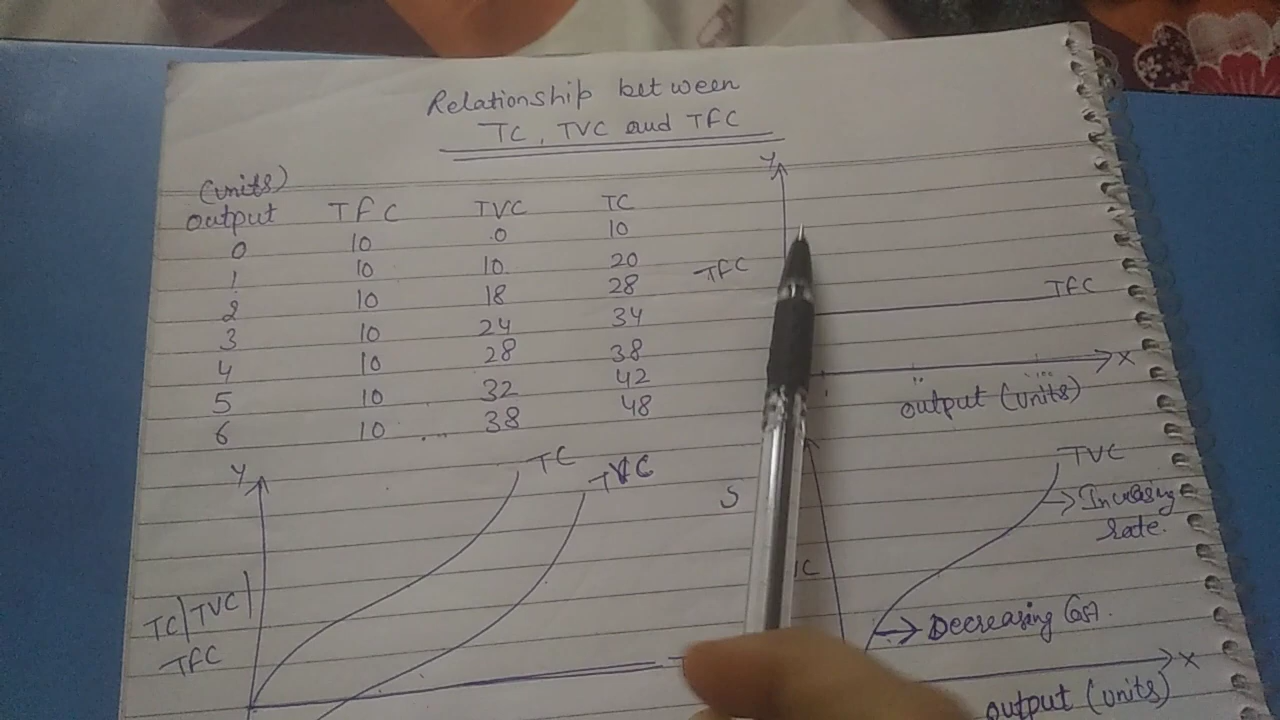 Relationship between
TC, TVC and TFC
(units)
output TFC TVC TC
0 10 0 10
1 10 10 20
2 10 18 28
3 10 24 34
4 10 28 38
5 10 32 42
6 10 ... 38 48
Y
TFC
TFC
X
output (units)
Y
TC
TVC
TC|TVC|
TFC
S
TVC
Increasing
rate.
Decreasing Cost.
X
output (units)